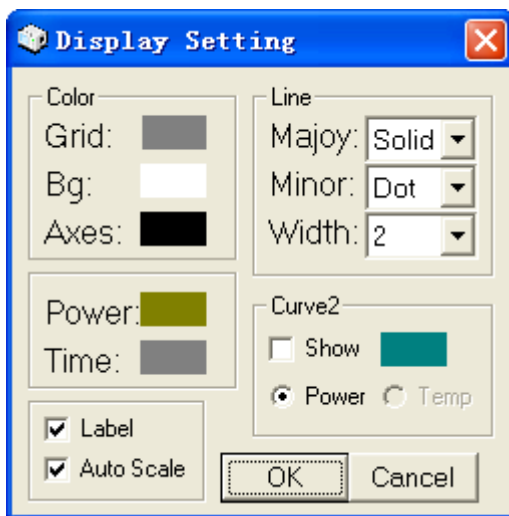 Display Setting
Color
Grid:
Bg:
Axes:
Power:
Time:
Label
Auto Scale
Line
Majoy: Solid
Minor: Dot
Width: 2
Curve2
Show
Power Temp
OK Cancel